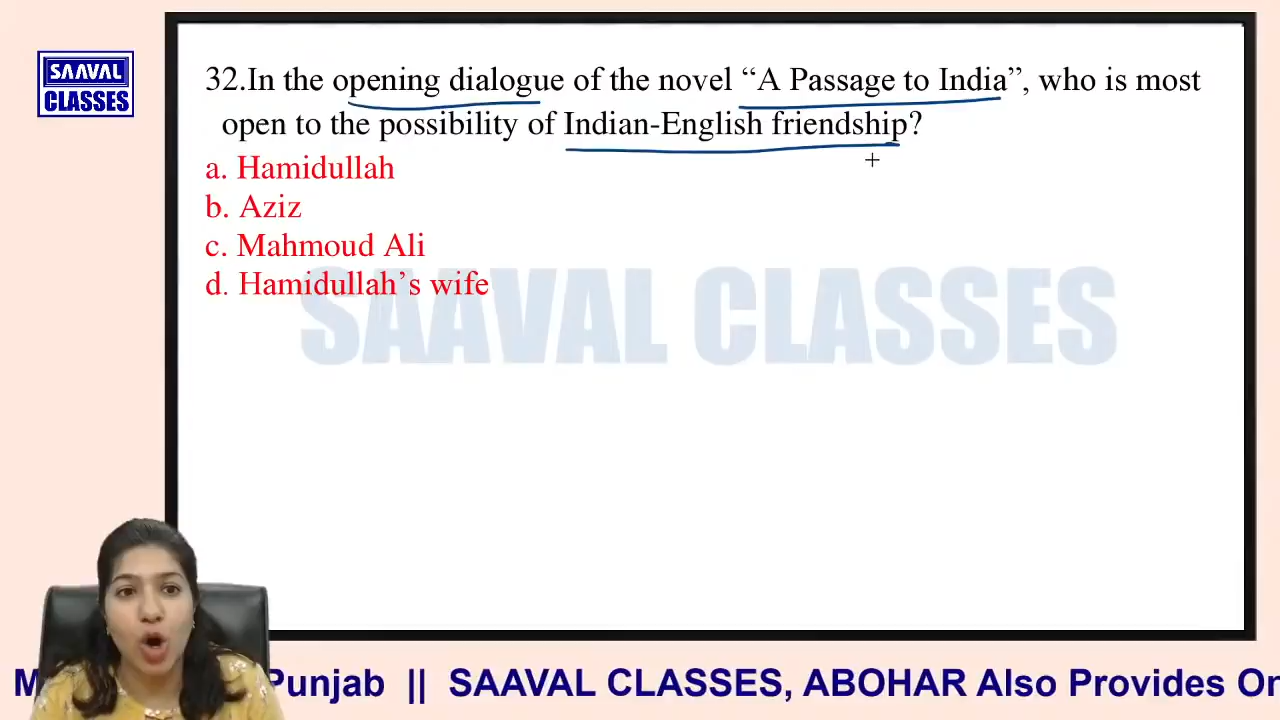 SAAVAL
CLASSES
32.In the opening dialogue of the novel “A Passage to India”, who is most
open to the possibility of Indian-English friendship?
a. Hamidullah
b. Aziz
c. Mahmoud Ali
d. Hamidullah’s wife
SAAVAL CLASSES
Punjab || SAAVAL CLASSES, ABOHAR Also Provides On